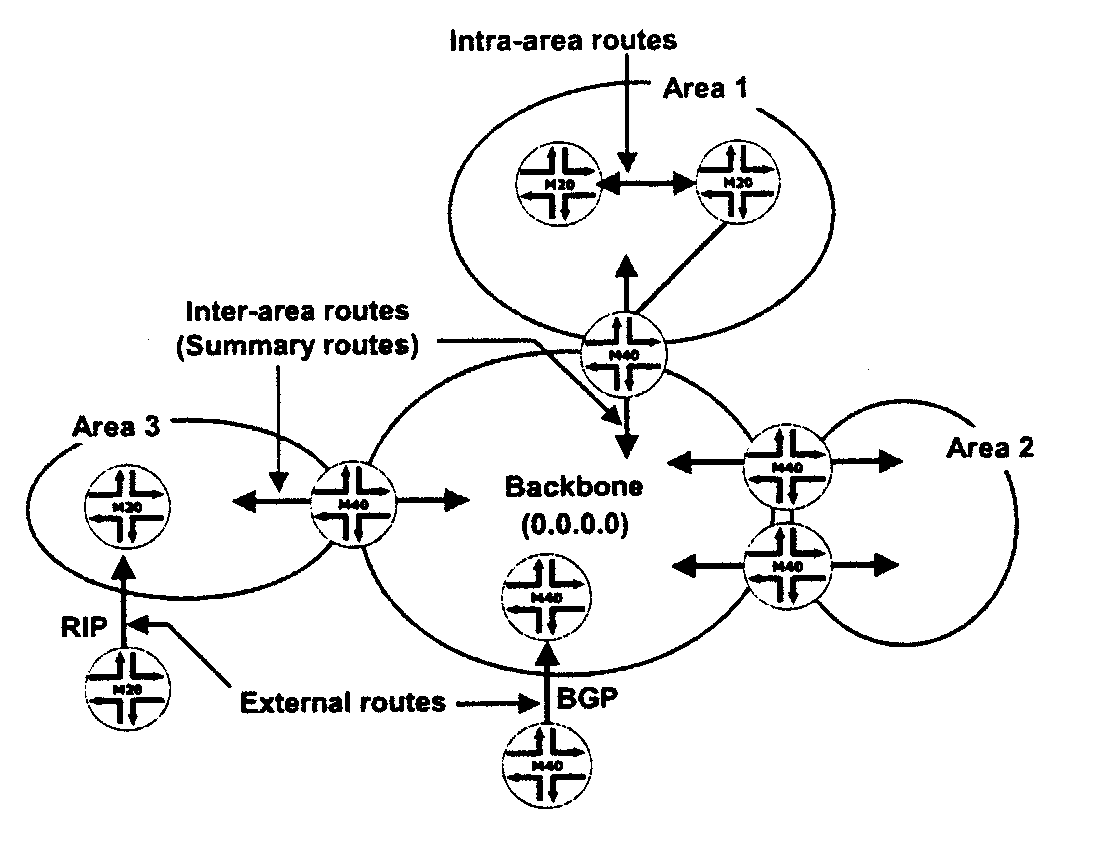 Intra-area routes
Area 1
M20
M20
Inter-area routes
(Summary routes)
M40
Area 3
Area 2
M40
M20
M40
Backbone
(0.0.0.0)
M40
M40
RIP
M20
External routes
BGP
M40